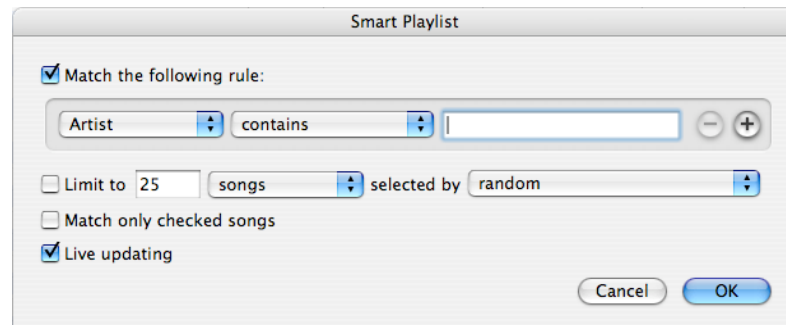 Smart Playlist
Match the following rule:
Artist contains
Limit to 25 songs selected by random
Match only checked songs
Live updating
Cancel OK